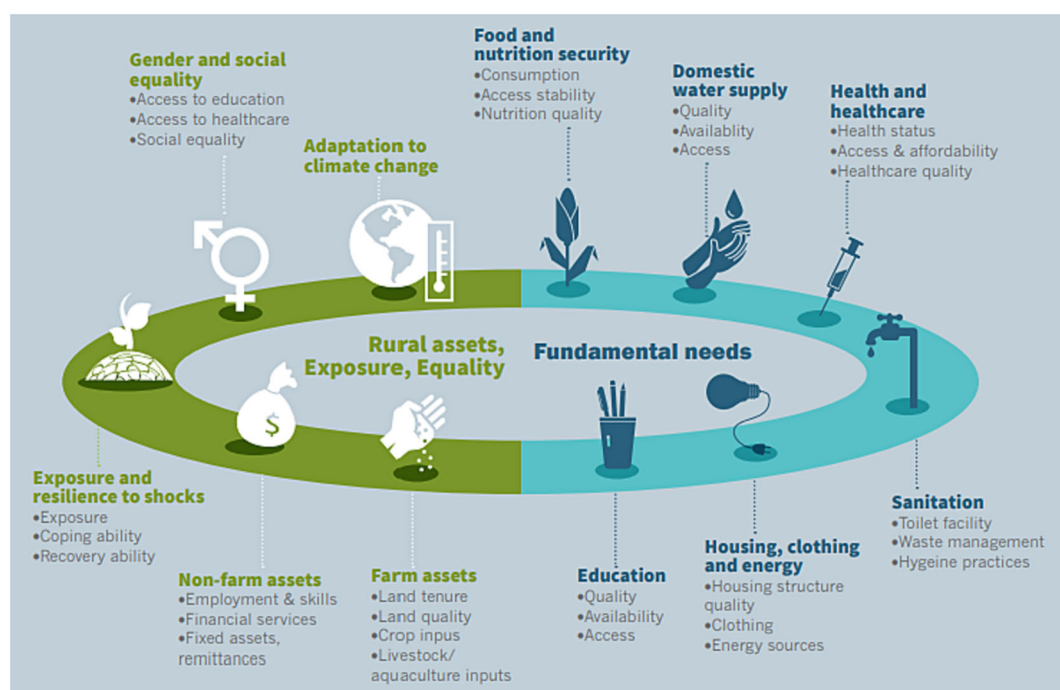 Gender and social
equality
•Access to education
•Access to healthcare
•Social equality
Adaptation to
climate change
Food and
nutrition security
•Consumption
•Access stability
•Nutrition quality
Domestic
water supply
•Quality
•Availablity
•Access
Health and
healthcare
•Health status
•Access & affordability
•Healthcare quality
Rural assets,
Exposure, Equality
Fundamental needs
$
Exposure and
resilience to shocks
•Exposure
•Coping ability
•Recovery ability
Non-farm assets
•Employment & skills
•Financial services
•Fixed assets,
remittances
Farm assets
•Land tenure
•Land quality
•Crop inpus
•Livestock/
aquaculture inputs
Education
•Quality
•Availability
•Access
Housing, clothing
and energy
•Housing structure
quality
•Clothing
•Energy sources
Sanitation
•Toilet facility
•Waste management
•Hygeine practices